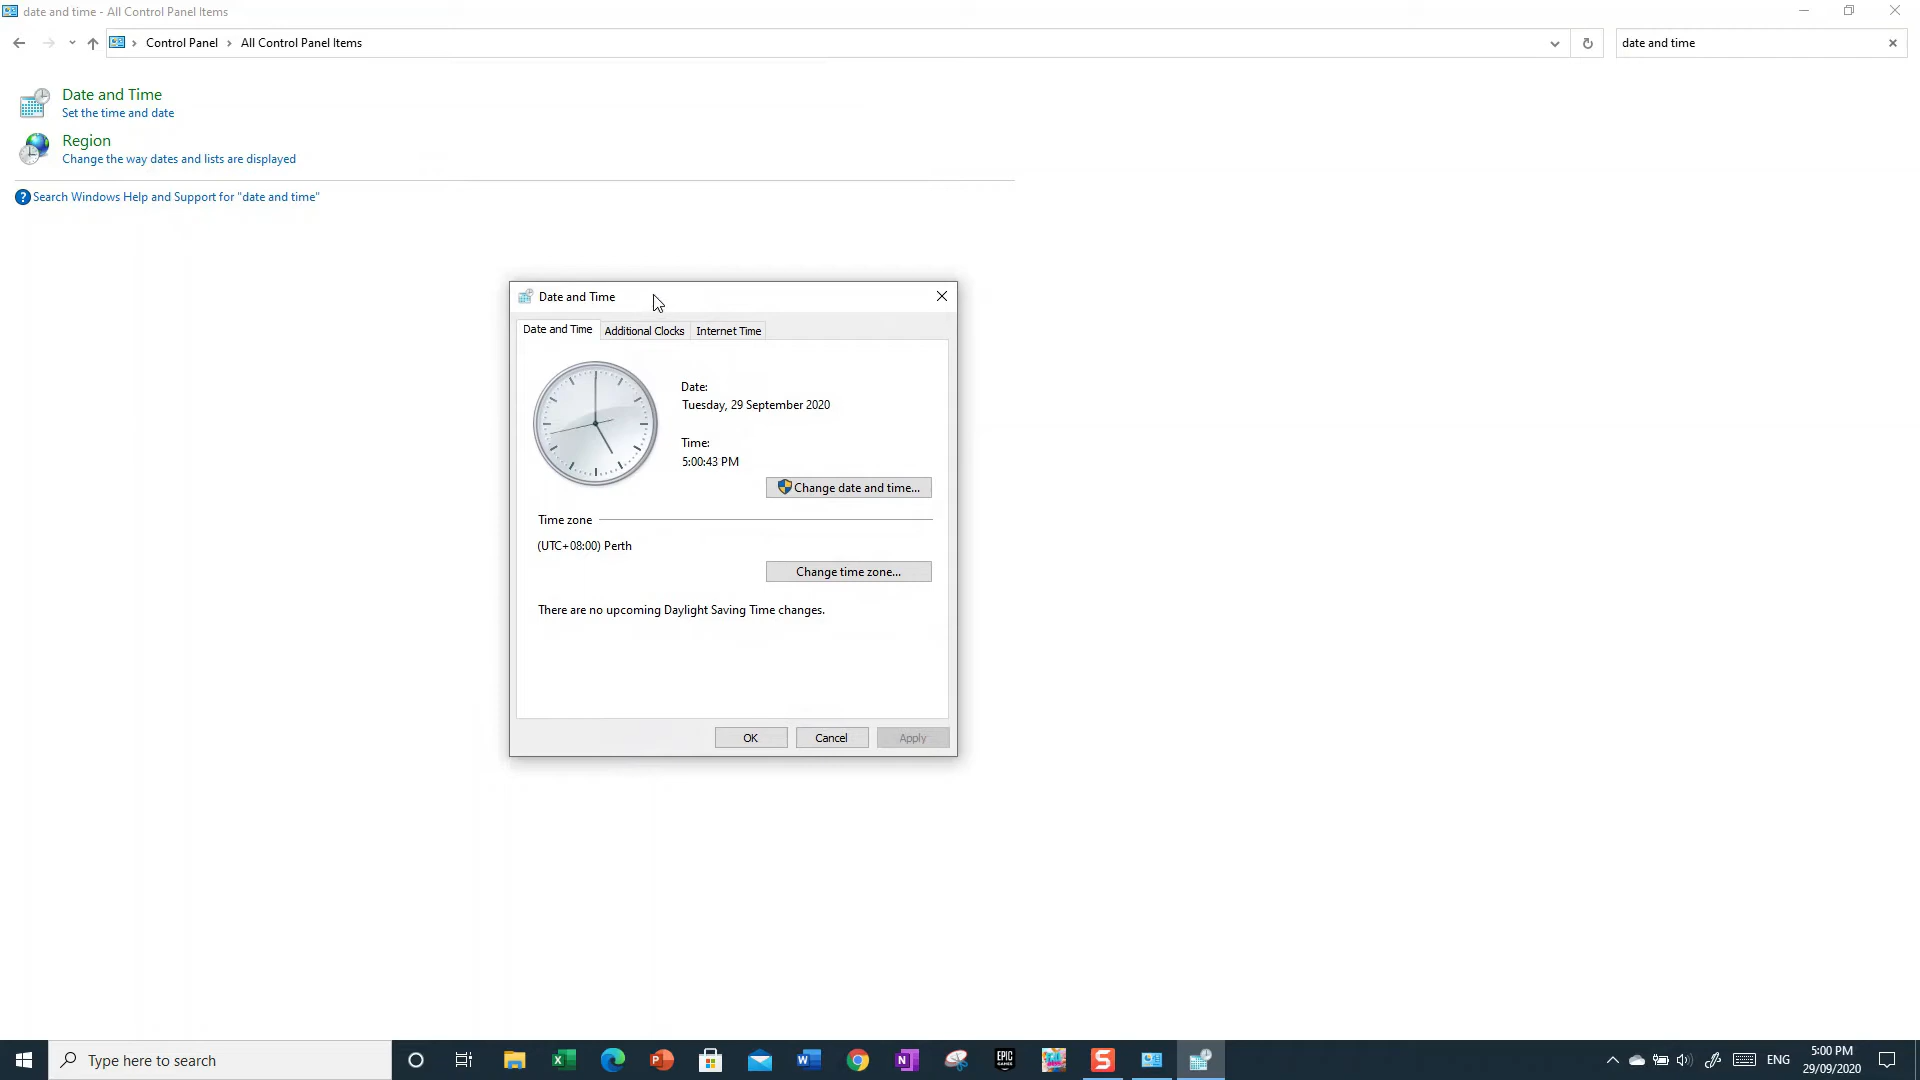 date and time - All Control Panel Items
Control Panel > All Control Panel Items
date and time
Date and Time
Set the time and date
Region
Change the way dates and lists are displayed
? Search Windows Help and Support for "date and time"
Date and Time
Date and Time Additional Clocks Internet Time
Date:
Tuesday, 29 September 2020
Time:
5:00:43 PM
Change date and time...
Time zone
(UTC+08:00) Perth
Change time zone...
There are no upcoming Daylight Saving Time changes.
OK Cancel Apply
Type here to search
EPIC GAMES
ENG
5:00 PM
29/09/2020